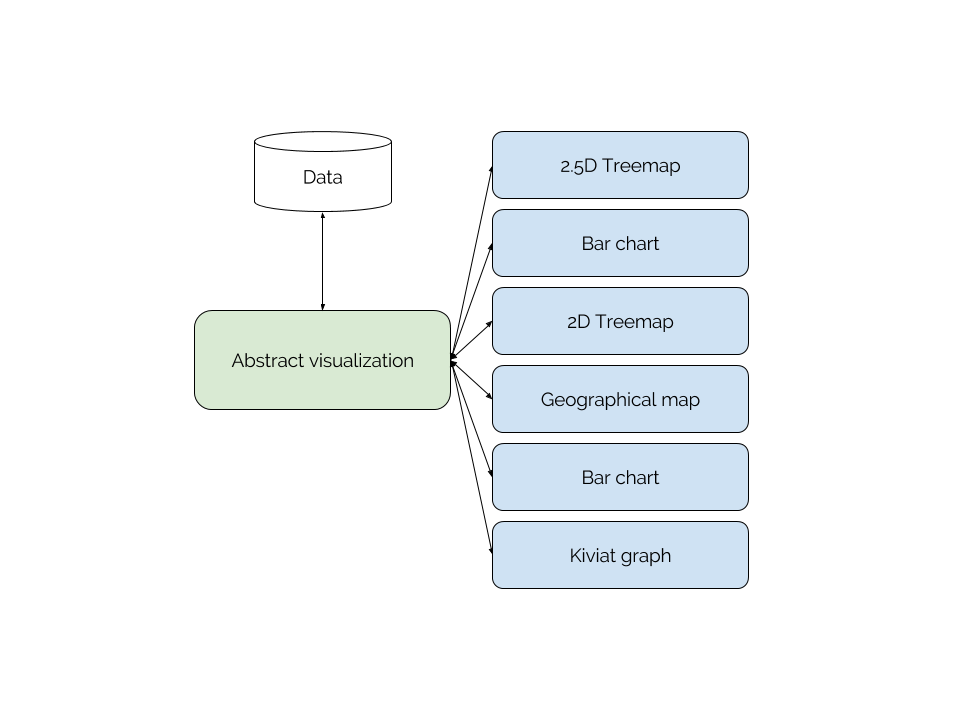 Data
Abstract visualization
2.5D Treemap
Bar chart
2D Treemap
Geographical map
Bar chart
Kiviat graph